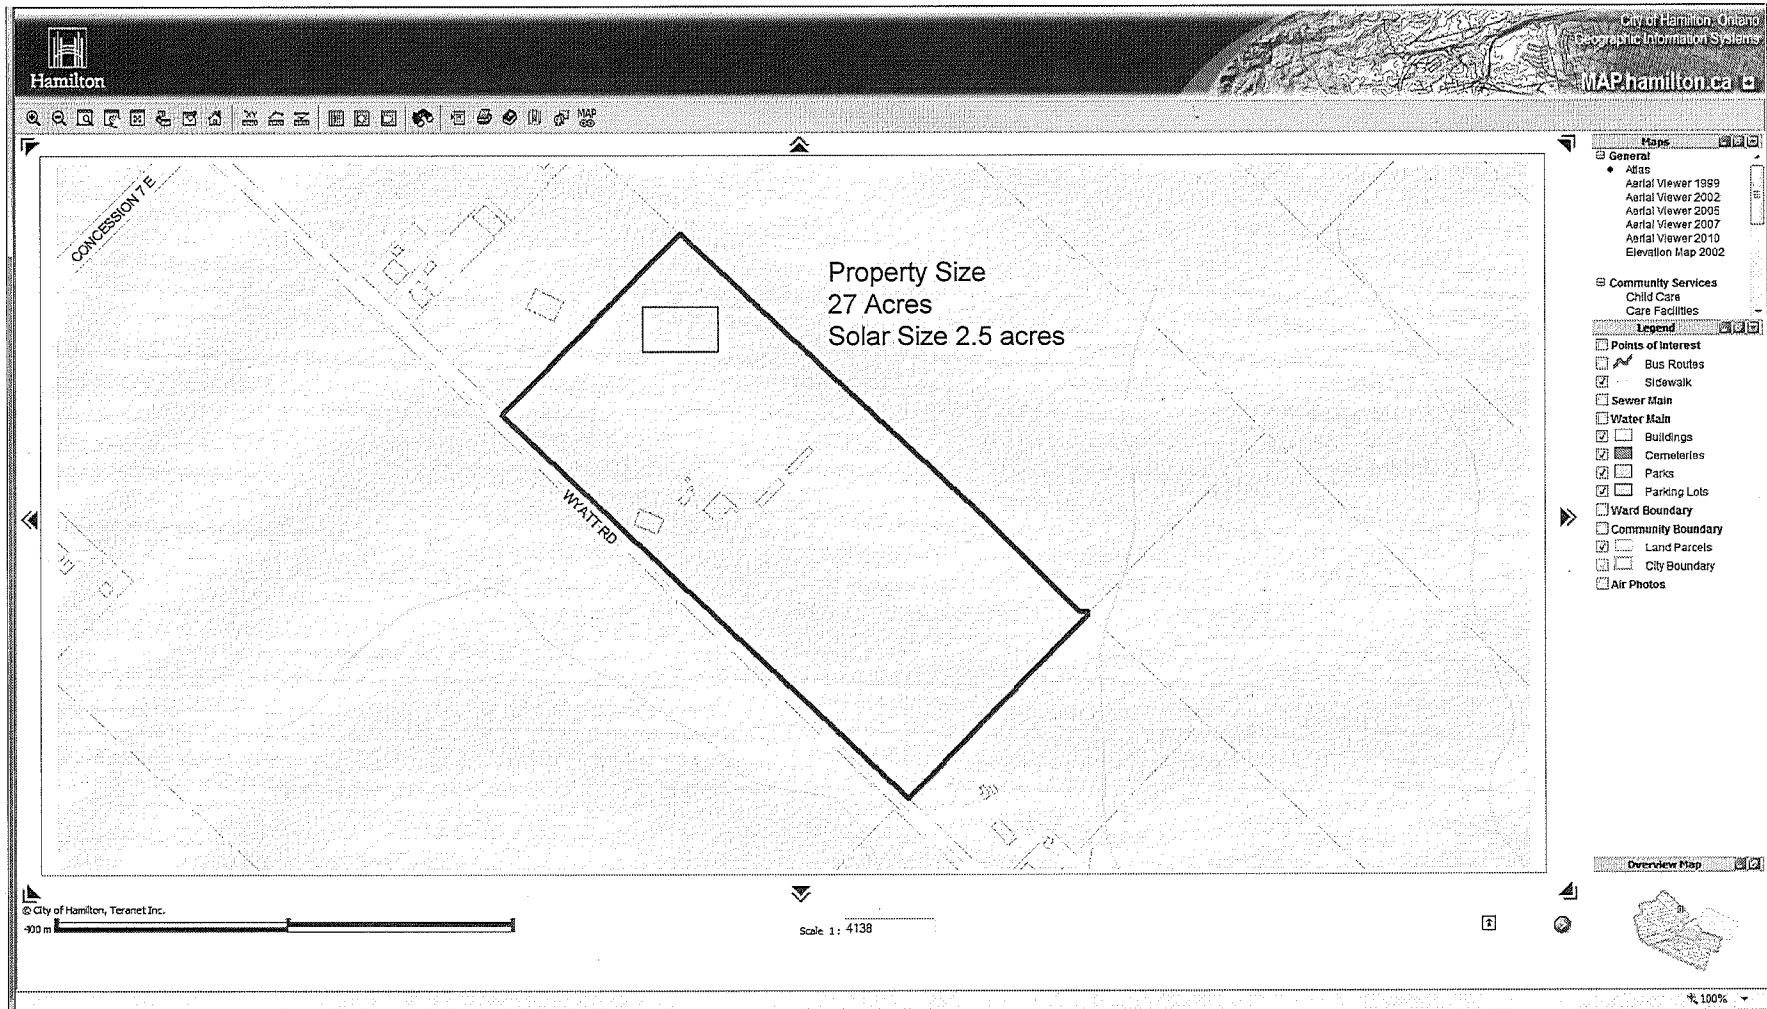 Hamilton
City of Hamilton, Ontario
Geographic Information Systems
MAP.hamilton.ca
XY
MAP
CONCESSION 7 E
Property Size
27 Acres
Solar Size 2.5 acres
WYATT RD
Maps
General
Atlas
Aerial Viewer 1999
Aerial Viewer 2002
Aerial Viewer 2005
Aerial Viewer 2007
Aerial Viewer 2010
Elevation Map 2002
Community Services
Child Care
Care Facilities
Legend
Points of Interest
Bus Routes
Sidewalk
Sewer Main
Water Main
Buildings
Cemeteries
Parks
Parking Lots
Ward Boundary
Community Boundary
Land Parcels
City Boundary
Air Photos
Overview Map
© City of Hamilton, Teranet Inc.
400 m
Scale 1: 4138
100%